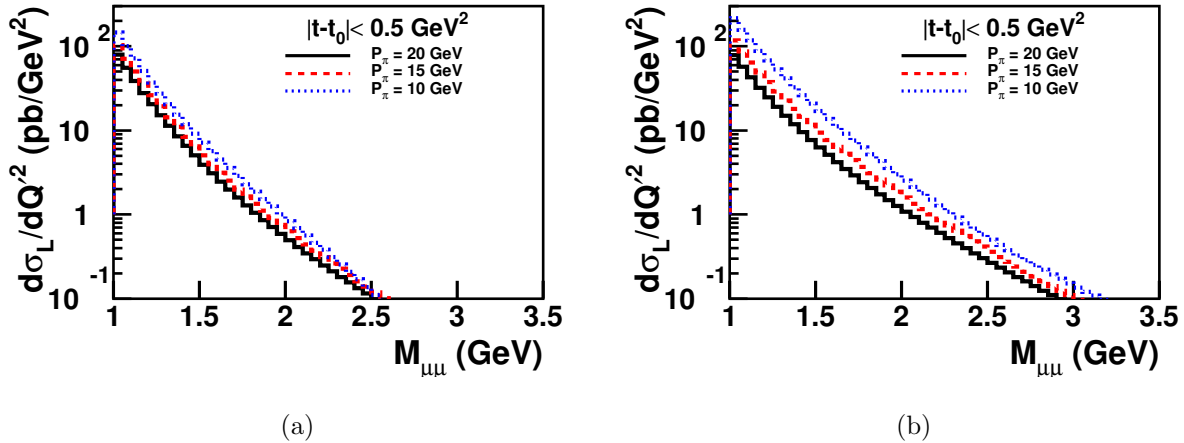 |t-t₀|< 0.5 GeV²
P_π = 20 GeV
P_π = 15 GeV
P_π = 10 GeV
dσ_L/dQ′² (pb/GeV²)
10²
10
1
10⁻¹
1 1.5 2 2.5 3 3.5
M_μμ (GeV)
(a)
|t-t₀|< 0.5 GeV²
P_π = 20 GeV
P_π = 15 GeV
P_π = 10 GeV
dσ_L/dQ′² (pb/GeV²)
10²
10
1
10⁻¹
1 1.5 2 2.5 3 3.5
M_μμ (GeV)
(b)